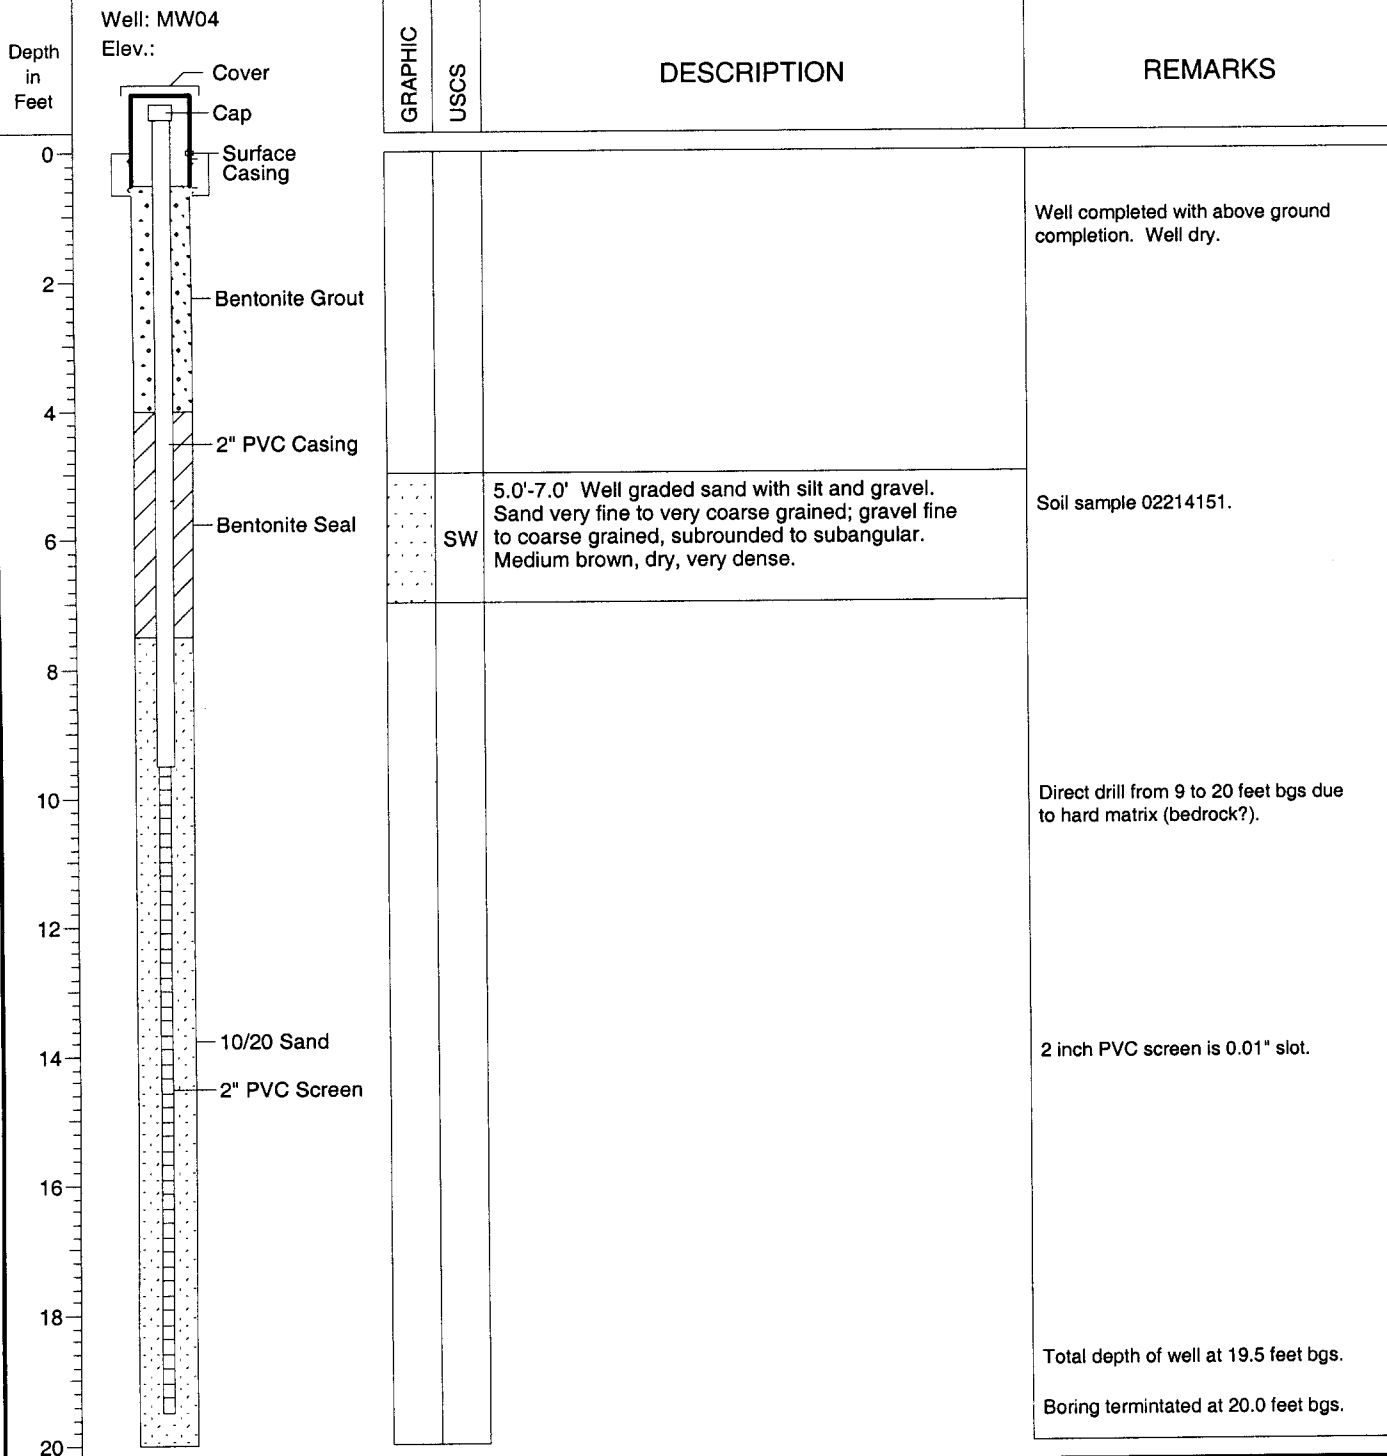 Well: MW04
Elev.:
Depth
in
Feet
Cover
Cap
Surface
Casing
Bentonite Grout
2" PVC Casing
Bentonite Seal
10/20 Sand
2" PVC Screen
0
2
4
6
8
10
12
14
16
18
20
GRAPHIC
USCS
DESCRIPTION
REMARKS
SW
5.0'-7.0' Well graded sand with silt and gravel.
Sand very fine to very coarse grained; gravel fine
to coarse grained, subrounded to subangular.
Medium brown, dry, very dense.
Well completed with above ground
completion. Well dry.
Soil sample 02214151.
Direct drill from 9 to 20 feet bgs due
to hard matrix (bedrock?).
2 inch PVC screen is 0.01" slot.
Total depth of well at 19.5 feet bgs.
Boring termintated at 20.0 feet bgs.